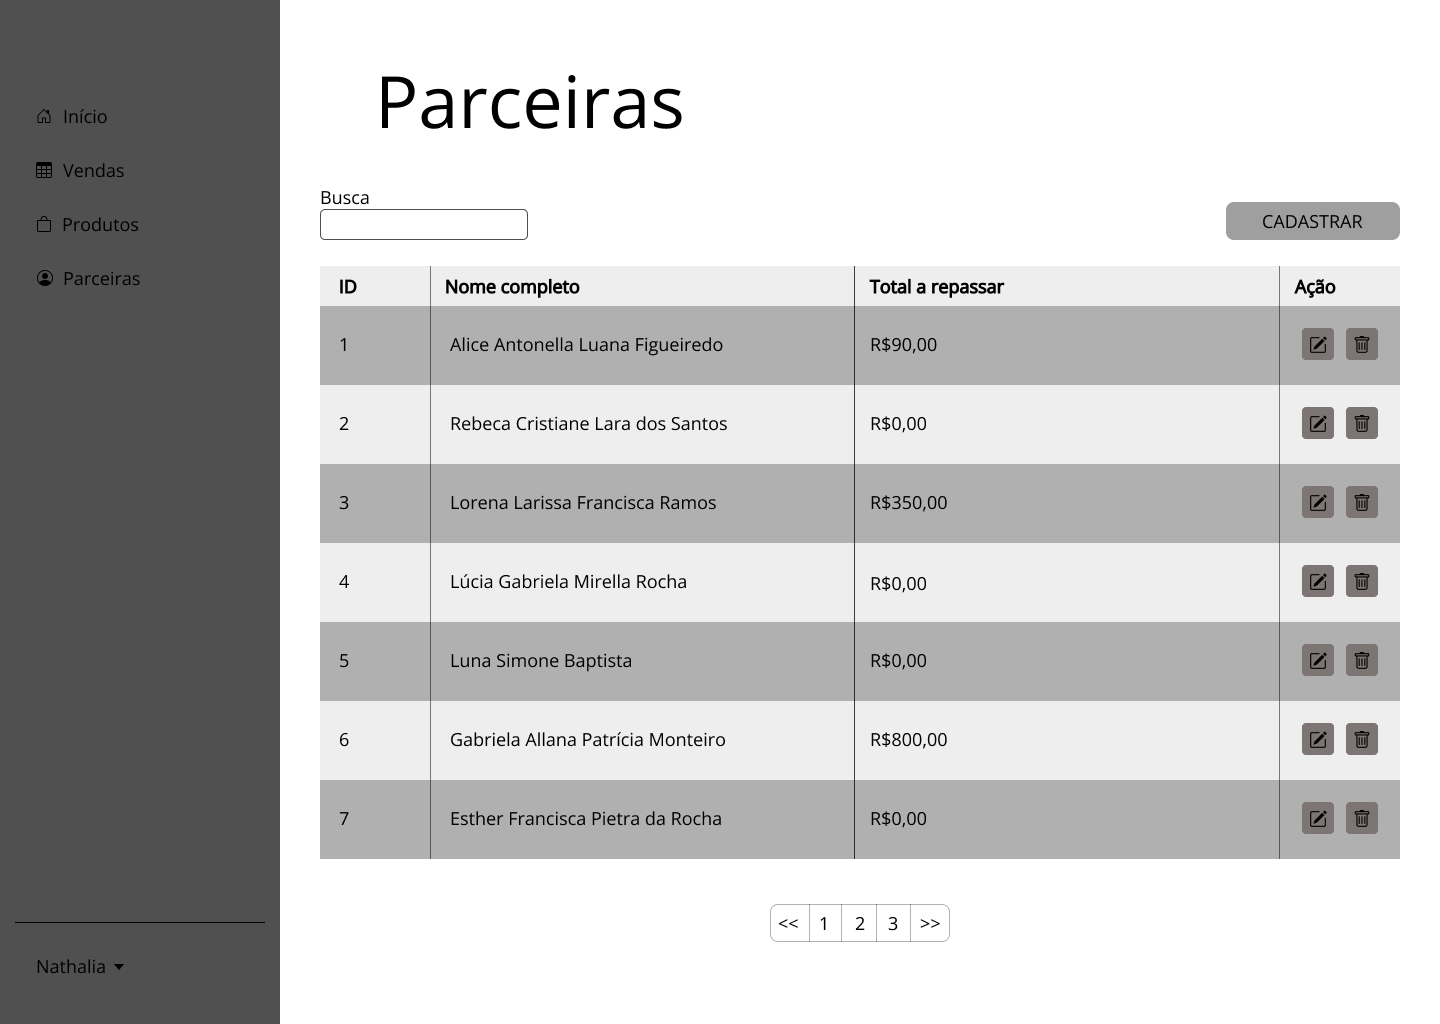 Início
Vendas
Produtos
Parceiras
Nathalia
Parceiras
Busca
CADASTRAR
ID Nome completo Total a repassar Ação
1 Alice Antonella Luana Figueiredo R$90,00
2 Rebeca Cristiane Lara dos Santos R$0,00
3 Lorena Larissa Francisca Ramos R$350,00
4 Lúcia Gabriela Mirella Rocha R$0,00
5 Luna Simone Baptista R$0,00
6 Gabriela Allana Patrícia Monteiro R$800,00
7 Esther Francisca Pietra da Rocha R$0,00
<< 1 2 3 >>